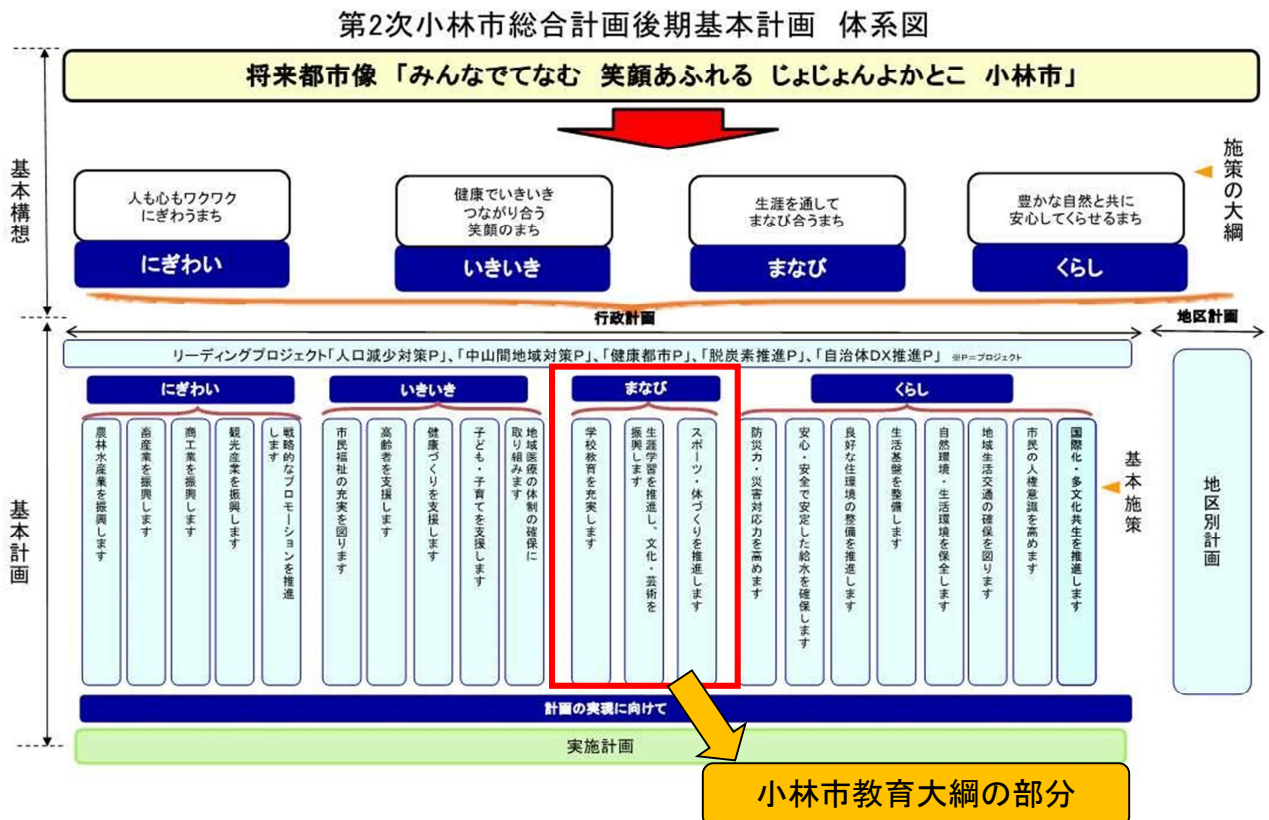 第2次小林市総合計画後期基本計画　体系図
将来都市像　「みんなでてなむ　笑顔あふれる　じょじょんよかとこ　小林市」
基本構想
施策の大綱
人も心もワクワク
にぎわうまち
にぎわい
健康でいきいき
つながり合う
笑顔のまち
いきいき
生涯を通して
まなび合うまち
まなび
豊かな自然と共に
安心してくらせるまち
くらし
行政計画
地区計画
リーディングプロジェクト「人口減少対策P」、「中山間地域対策P」、「健康都市P」、「脱炭素推進P」、「自治体DX推進P」　※P=プロジェクト
基本計画
にぎわい
農林水産業を振興します
畜産業を振興します
商工業を振興します
観光産業を振興します
戦略的なプロモーションを推進
します
いきいき
市民福祉の充実を図ります
高齢者を支援します
健康づくりを支援します
子ども・子育てを支援します
地域医療の体制の確保に
取り組みます
まなび
学校教育を充実します
生涯学習を推進し、文化・芸術を
振興します
スポーツ・体づくりを推進します
くらし
防災力・災害対応力を高めます
安心・安全で安定した給水を確保します
良好な住環境の整備を推進します
生活基盤を整備します
自然環境・生活環境を保全します
地域生活交通の確保を図ります
市民の人権意識を高めます
国際化・多文化共生を推進します
基本施策
地区別計画
計画の実現に向けて
実施計画
小林市教育大綱の部分